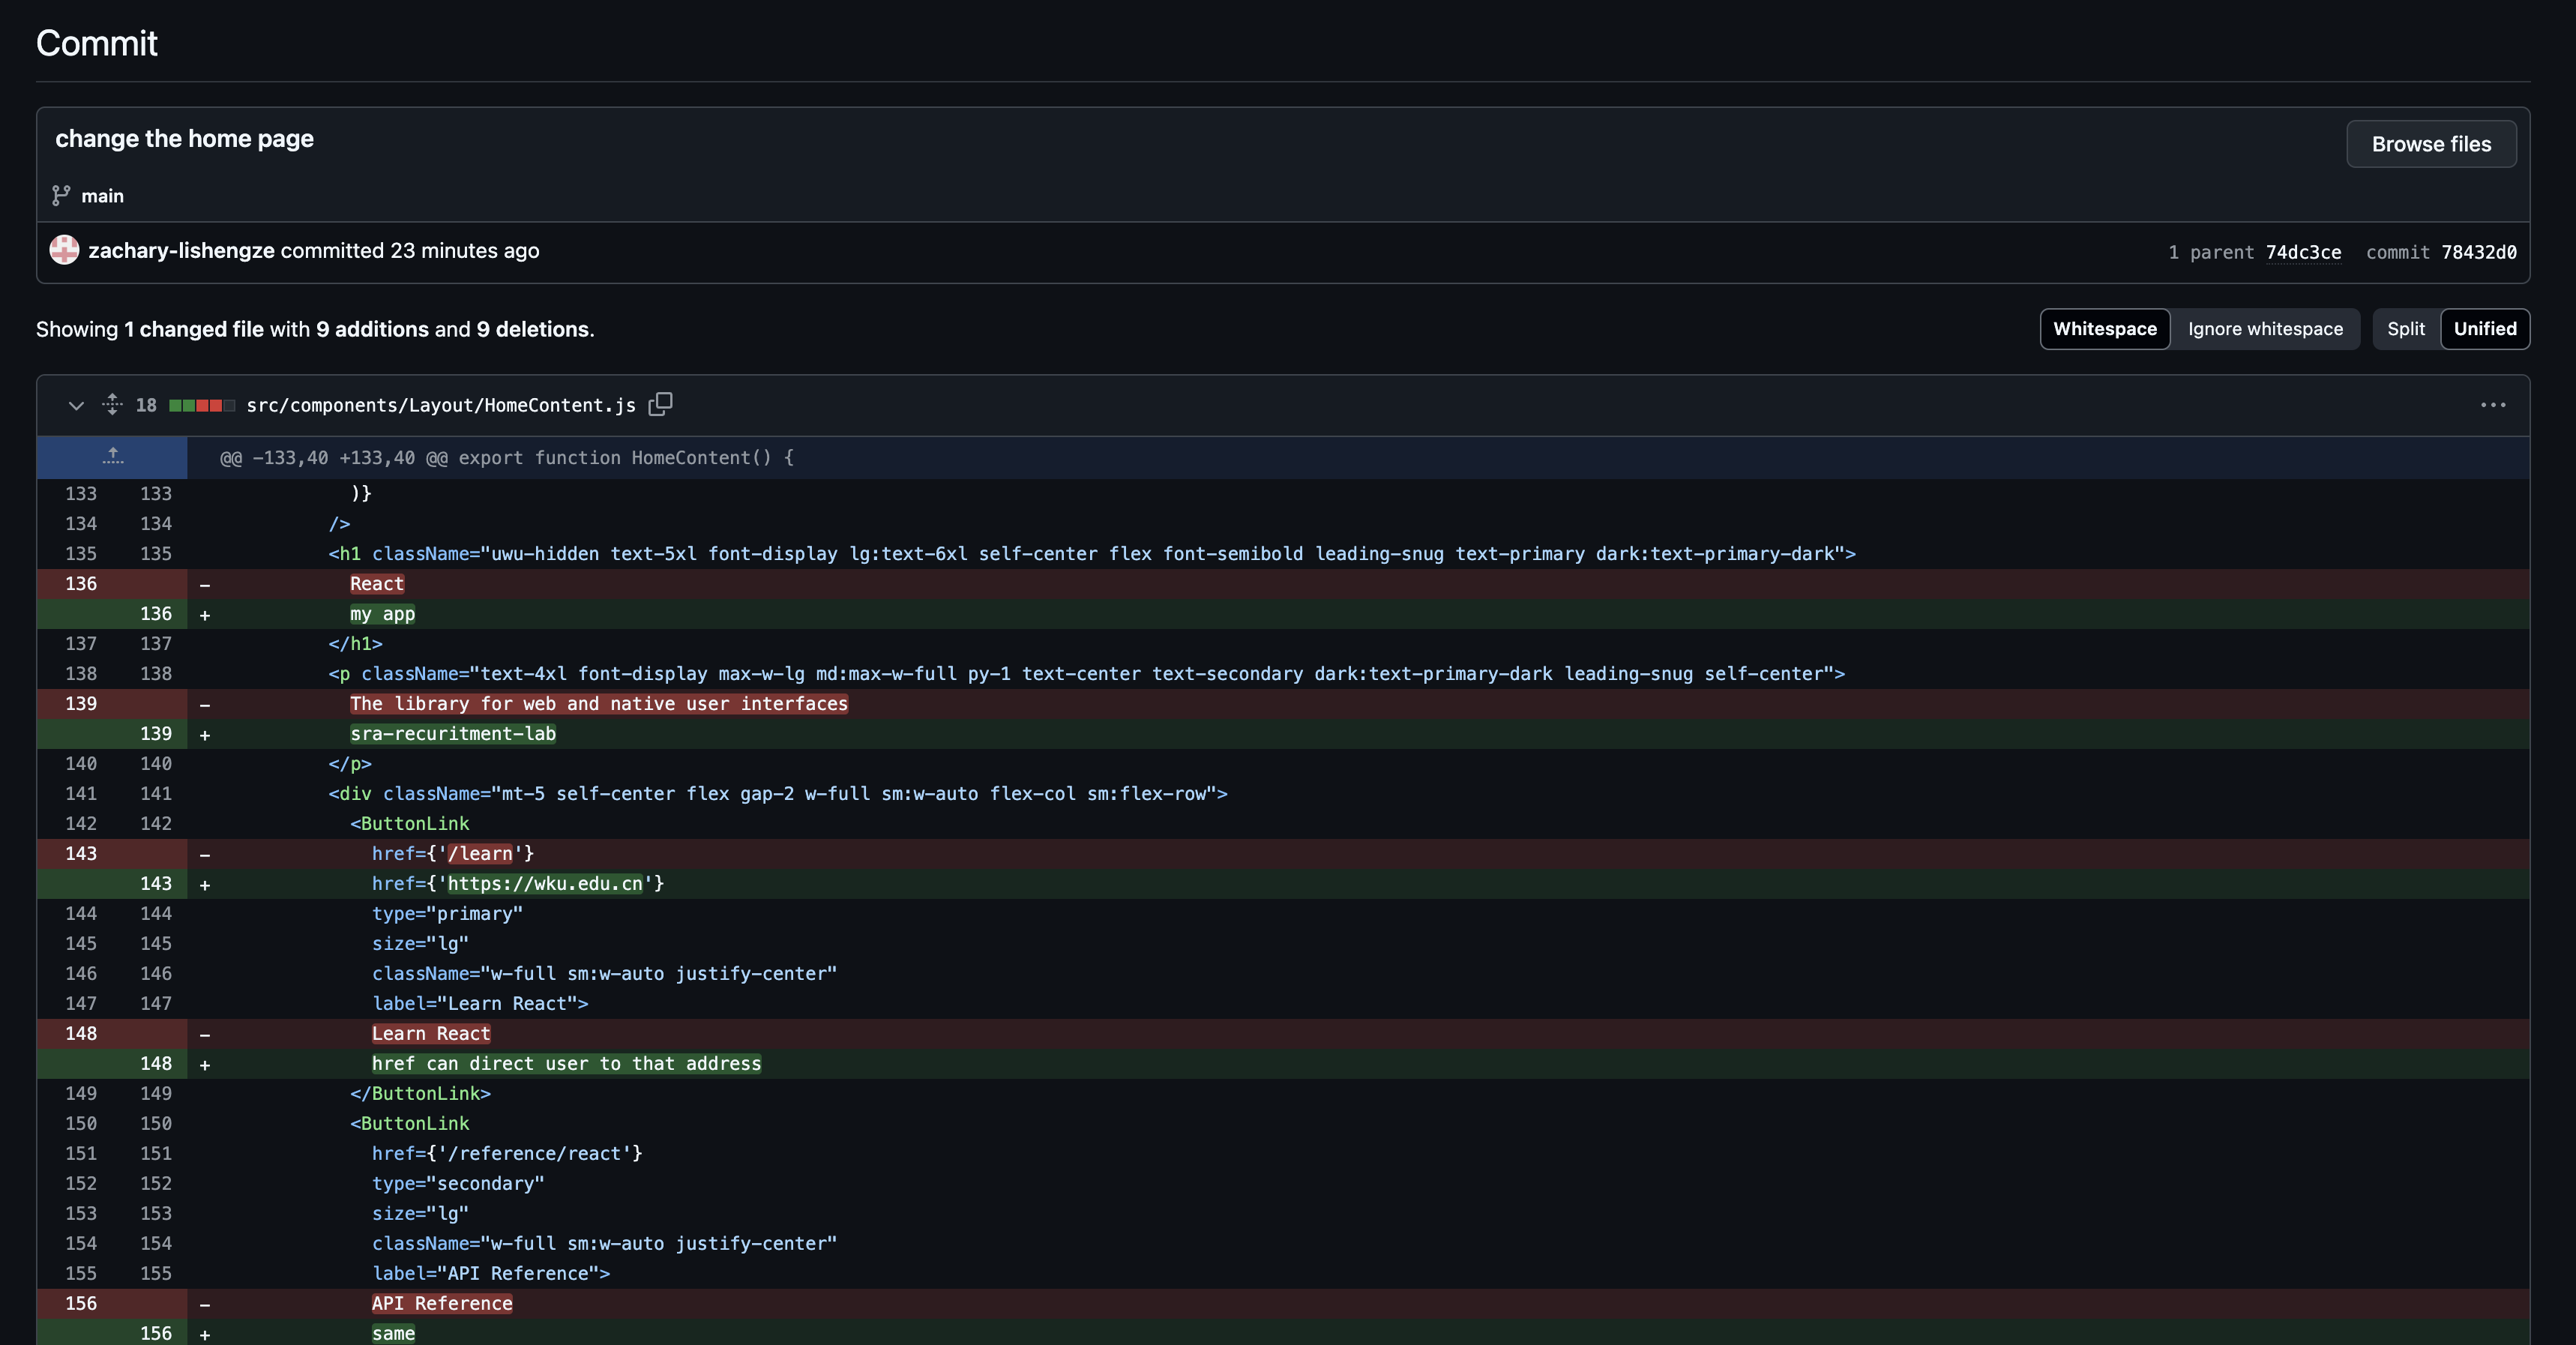 Commit
change the home page
Browse files
main
zachary-lishengze committed 23 minutes ago
1 parent 74dc3ce commit 78432d0
Showing 1 changed file with 9 additions and 9 deletions.
Whitespace Ignore whitespace Split Unified
18 src/components/Layout/HomeContent.js
@@ -133,40 +133,40 @@ export function HomeContent() {
133 133 )}
134 134 />
135 135 <h1 className="uwu-hidden text-5xl font-display lg:text-6xl self-center flex font-semibold leading-snug text-primary dark:text-primary-dark">
136 - React
136 + my app
137 137 </h1>
138 138 <p className="text-4xl font-display max-w-lg md:max-w-full py-1 text-center text-secondary dark:text-primary-dark leading-snug self-center">
139 - The library for web and native user interfaces
139 + sra-recuritment-lab
140 140 </p>
141 141 <div className="mt-5 self-center flex gap-2 w-full sm:w-auto flex-col sm:flex-row">
142 142 <ButtonLink
143 - href={'/learn'}
143 + href={'https://wku.edu.cn'}
144 144 type="primary"
145 145 size="lg"
146 146 className="w-full sm:w-auto justify-center"
147 147 label="Learn React">
148 - Learn React
148 + href can direct user to that address
149 149 </ButtonLink>
150 150 <ButtonLink
151 151 href={'/reference/react'}
152 152 type="secondary"
153 153 size="lg"
154 154 className="w-full sm:w-auto justify-center"
155 155 label="API Reference">
156 - API Reference
156 + same